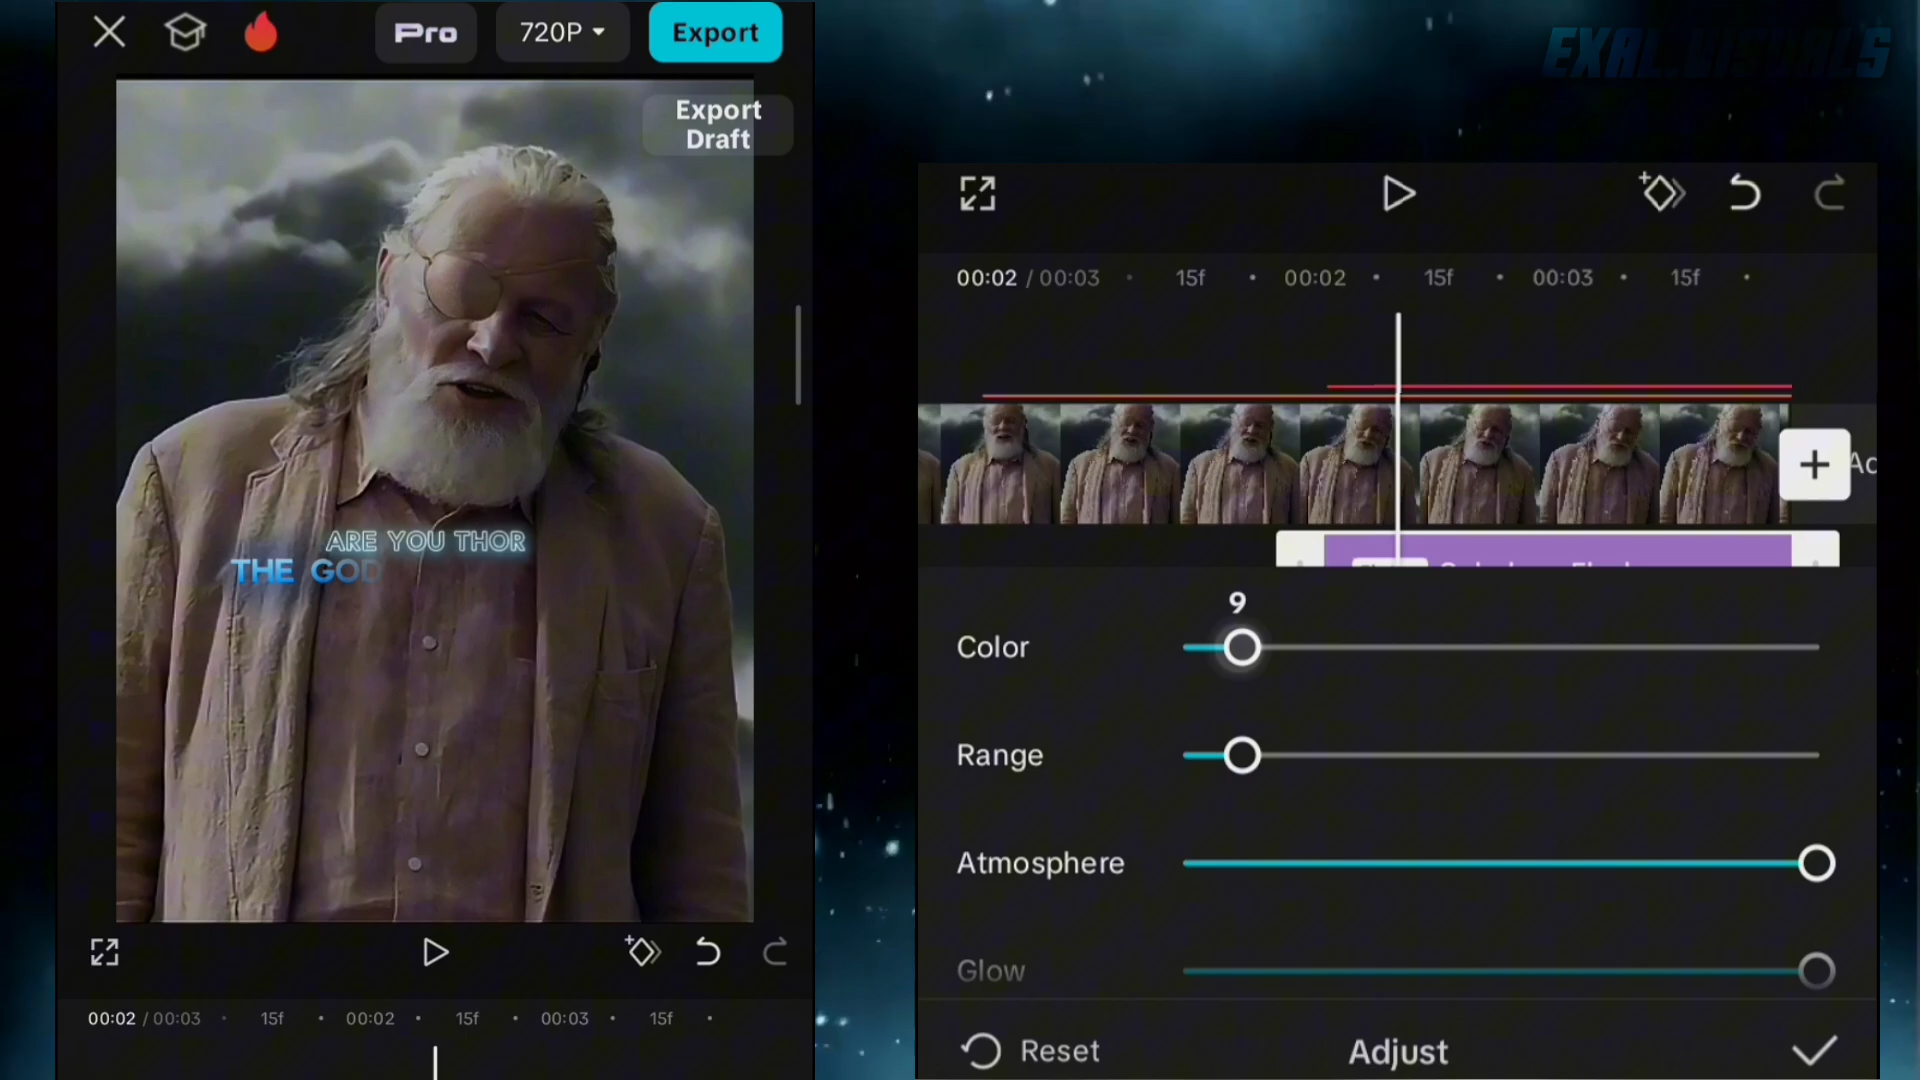 Pro
720P
Export
Export
Draft
EXRL.VISUALS
ARE YOU THOR
THE GOD
00:02 / 00:03
15f
00:02
15f
00:03
15f
00:02 / 00:03
15f
00:02
15f
00:03
15f
9
Color
Range
Atmosphere
Glow
Reset
Adjust